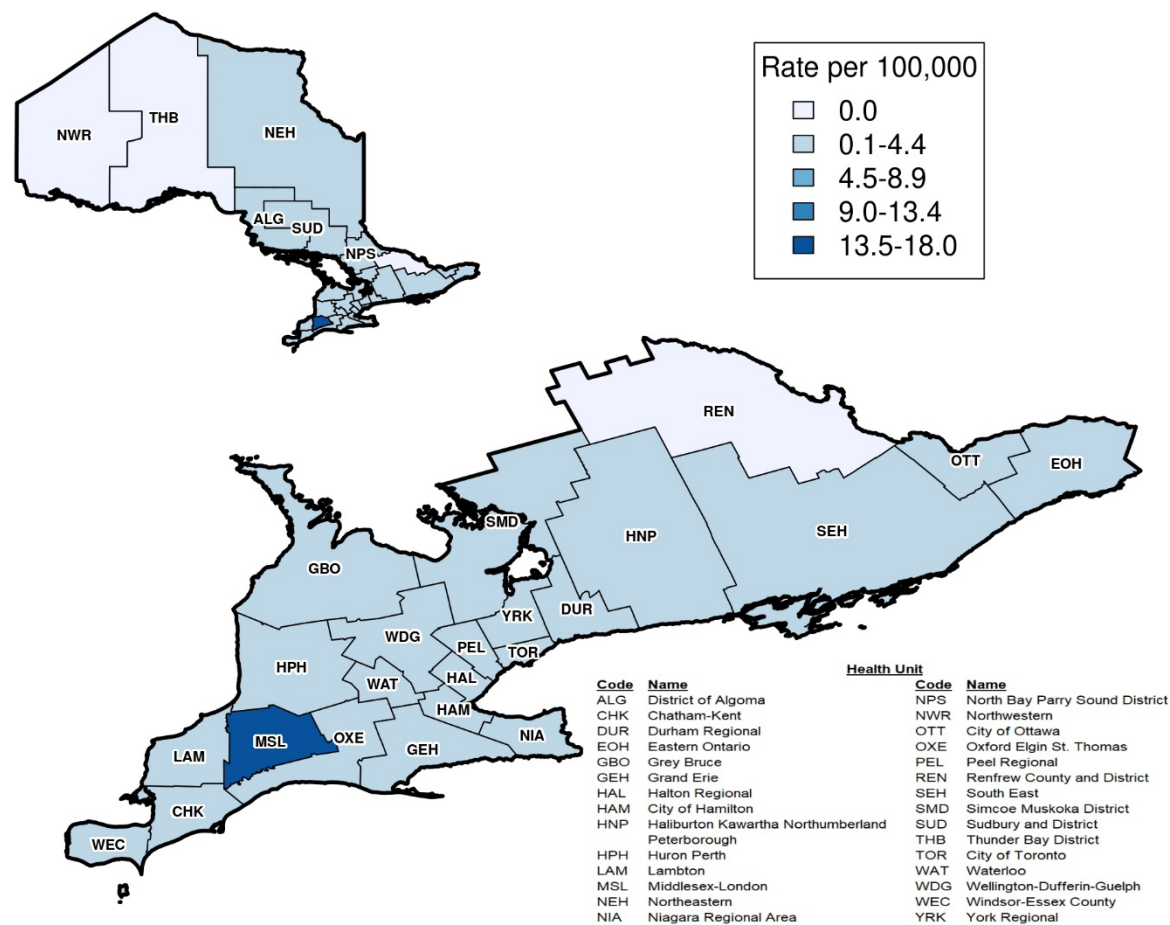 Rate per 100,000
0.0
0.1-4.4
4.5-8.9
9.0-13.4
13.5-18.0
NWR
THB
NEH
ALG
SUD
NPS
REN
OTT
EOH
SMD
HNP
SEH
GBO
YRK
DUR
WDG
PEL
TOR
HPH
WAT
HAL
HAM
MSL
OXE
GEH
NIA
LAM
CHK
WEC
Health Unit
Code Name
ALG District of Algoma
CHK Chatham-Kent
DUR Durham Regional
EOH Eastern Ontario
GBO Grey Bruce
GEH Grand Erie
HAL Halton Regional
HAM City of Hamilton
HNP Haliburton Kawartha Northumberland
Peterborough
HPH Huron Perth
LAM Lambton
MSL Middlesex-London
NEH Northeastern
NIA Niagara Regional Area
Code Name
NPS North Bay Parry Sound District
NWR Northwestern
OTT City of Ottawa
OXE Oxford Elgin St. Thomas
PEL Peel Regional
REN Renfrew County and District
SEH South East
SMD Simcoe Muskoka District
SUD Sudbury and District
THB Thunder Bay District
TOR City of Toronto
WAT Waterloo
WDG Wellington-Dufferin-Guelph
WEC Windsor-Essex County
YRK York Regional